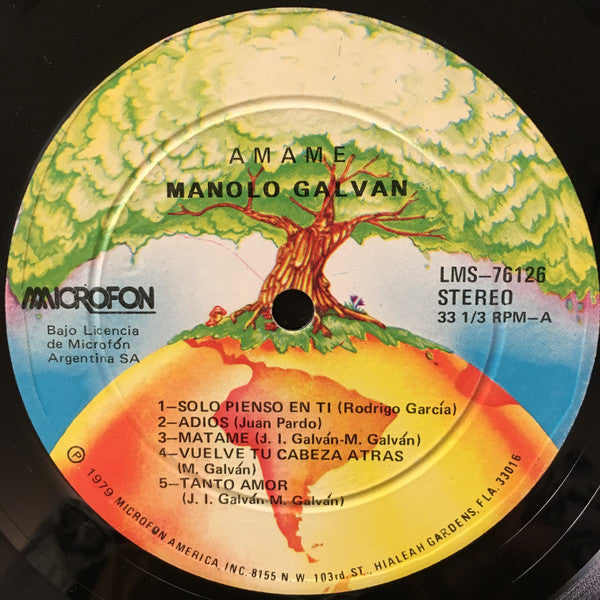 AMAME
MANOLO GALVAN
MICROFON
Bajo Licencia
de Microfón
Argentina SA
LMS-76126
STEREO
33 1/3 RPM-A
1-SOLO PIENSO EN TI (Rodrigo García)
2-ADIOS (Juan Pardo)
3-MATAME (J. I. Galván-M. Galván)
4-VUELVE TU CABEZA ATRAS
(M. Galván)
5-TANTO AMOR
(J. I. Galván-M. Galván)
Ⓟ 1979 MICROFON AMERICA, INC. 8155 N. W. 103rd. ST., HIALEAH GARDENS, FLA. 33016